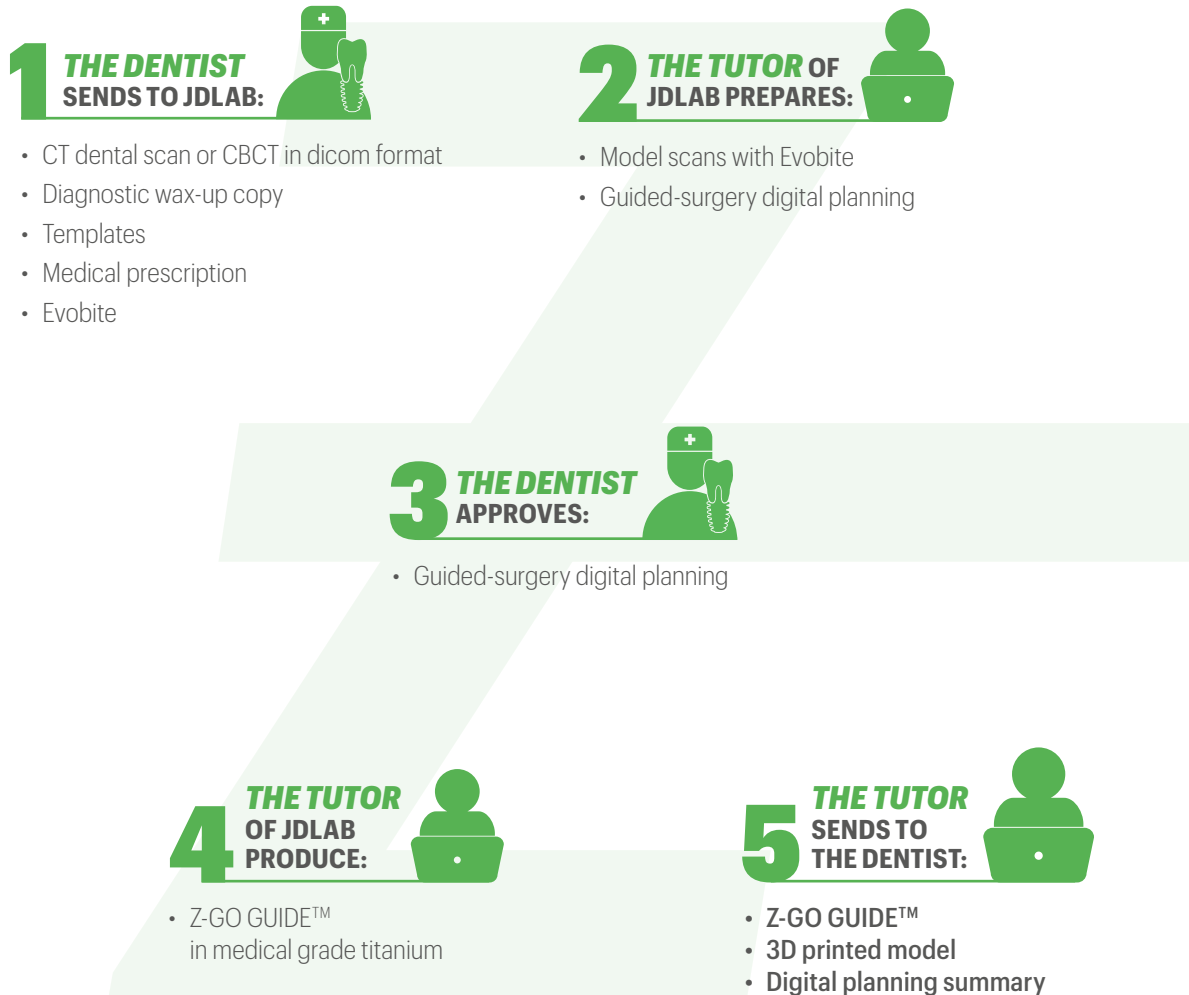 1 THE DENTIST
SENDS TO JDLAB:
• CT dental scan or CBCT in dicom format
• Diagnostic wax-up copy
• Templates
• Medical prescription
• Evobite
2 THE TUTOR OF
JDLAB PREPARES:
• Model scans with Evobite
• Guided-surgery digital planning
3 THE DENTIST
APPROVES:
• Guided-surgery digital planning
4 THE TUTOR
OF JDLAB
PRODUCE:
• Z-GO GUIDE™
in medical grade titanium
5 THE TUTOR
SENDS TO
THE DENTIST:
• Z-GO GUIDE™
• 3D printed model
• Digital planning summary